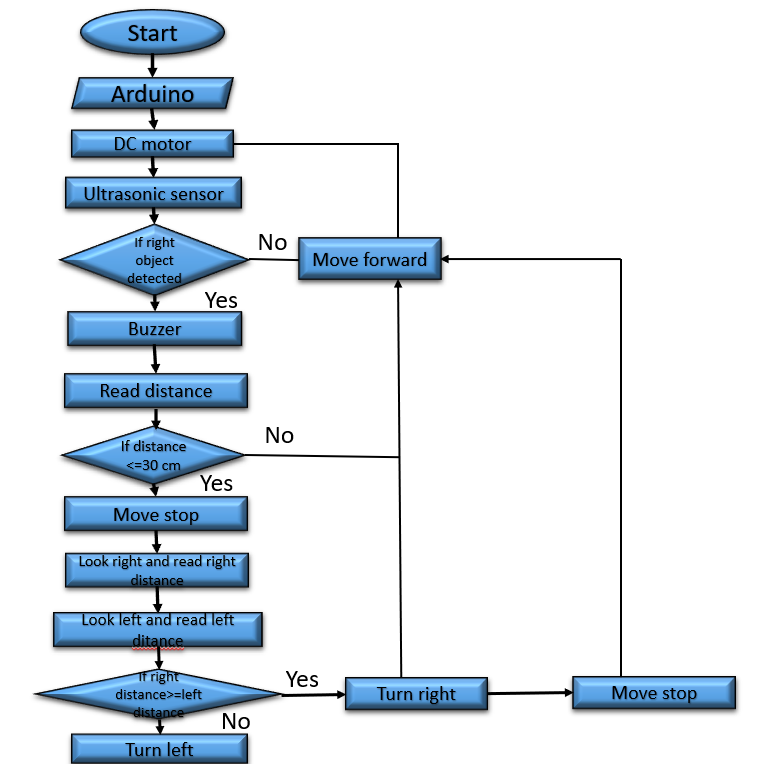 Start
Arduino
DC motor
Ultrasonic sensor
If right
object
detected
No
Move forward
Yes
Buzzer
Read distance
If distance
<=30 cm
No
Yes
Move stop
Look right and read right
distance
Look left and read left
ditance
If right
distance>=left
distance
Yes
Turn right
Move stop
No
Turn left